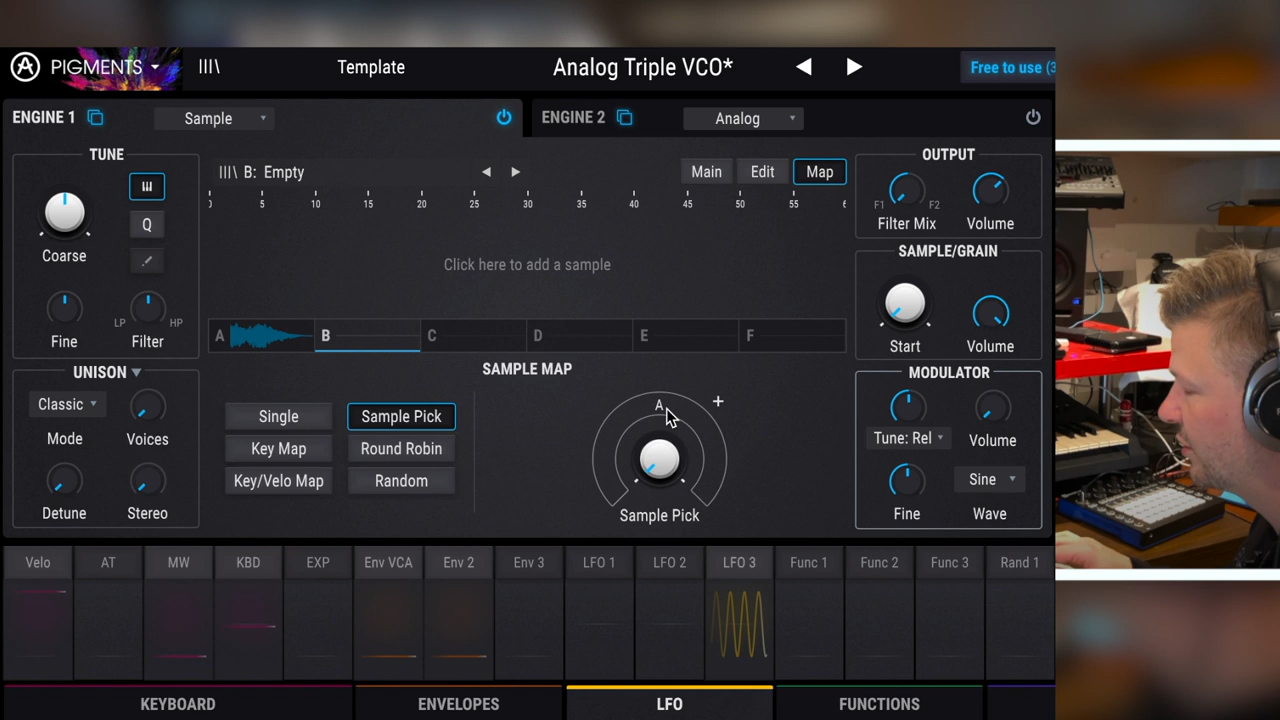 PIGMENTS
Template
Analog Triple VCO*
Free to use (3
ENGINE 1
Sample
ENGINE 2
Analog
TUNE
Coarse
Q
Fine
LP
HP
Filter
B: Empty
Main
Edit
Map
5
10
15
20
25
30
35
40
45
50
55
6
Click here to add a sample
A
B
C
D
E
F
OUTPUT
F1
F2
Filter Mix
Volume
SAMPLE/GRAIN
Start
Volume
UNISON
Classic
Mode
Voices
Detune
Stereo
SAMPLE MAP
Single
Sample Pick
Key Map
Round Robin
Key/Velo Map
Random
A
+
Sample Pick
MODULATOR
Tune: Rel
Volume
Fine
Sine
Wave
Velo
AT
MW
KBD
EXP
Env VCA
Env 2
Env 3
LFO 1
LFO 2
LFO 3
Func 1
Func 2
Func 3
Rand 1
KEYBOARD
ENVELOPES
LFO
FUNCTIONS